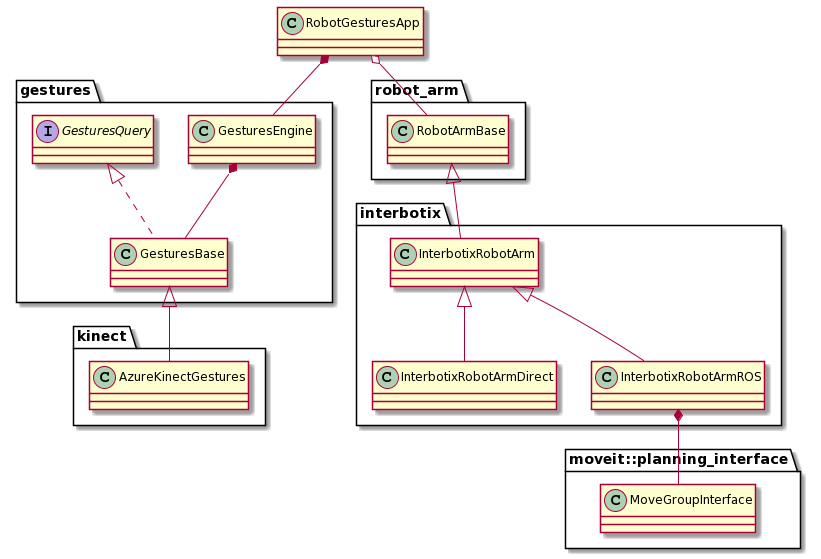 C RobotGesturesApp
gestures
robot_arm
I GesturesQuery
C GesturesEngine
C RobotArmBase
interbotix
C GesturesBase
C InterbotixRobotArm
kinect
C AzureKinectGestures
C InterbotixRobotArmDirect
C InterbotixRobotArmROS
moveit::planning_interface
C MoveGroupInterface